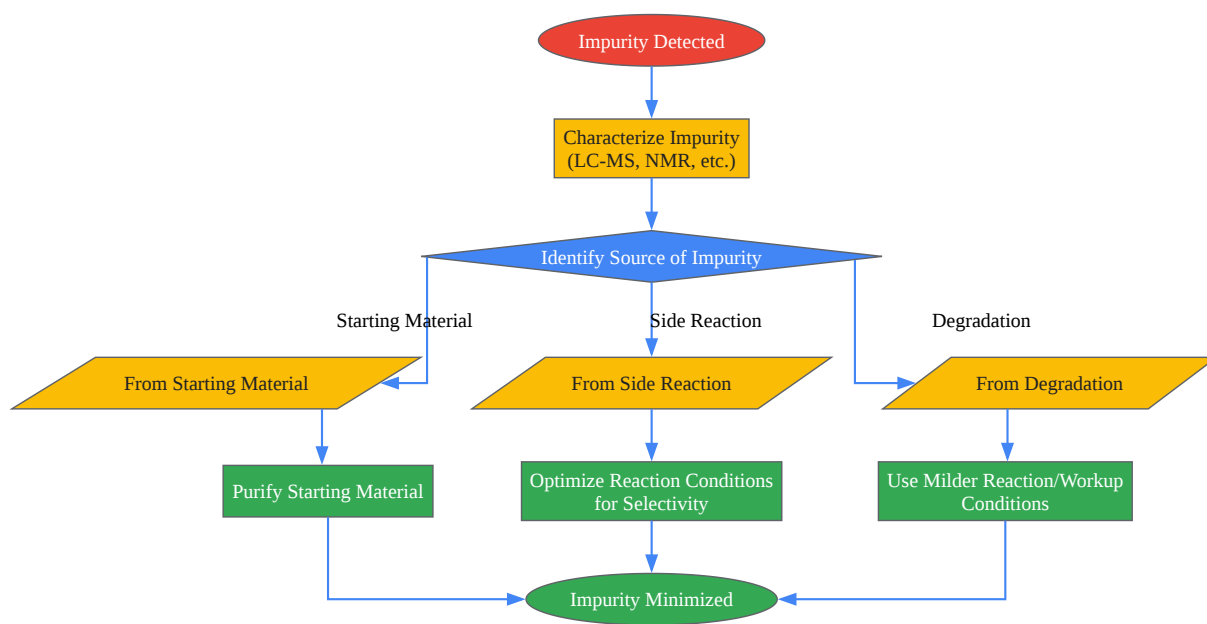 Impurity Detected
Characterize Impurity
(LC-MS, NMR, etc.)
Identify Source of Impurity
Starting Material
Side Reaction
Degradation
From Starting Material
From Side Reaction
From Degradation
Purify Starting Material
Optimize Reaction Conditions
for Selectivity
Use Milder Reaction/Workup
Conditions
Impurity Minimized